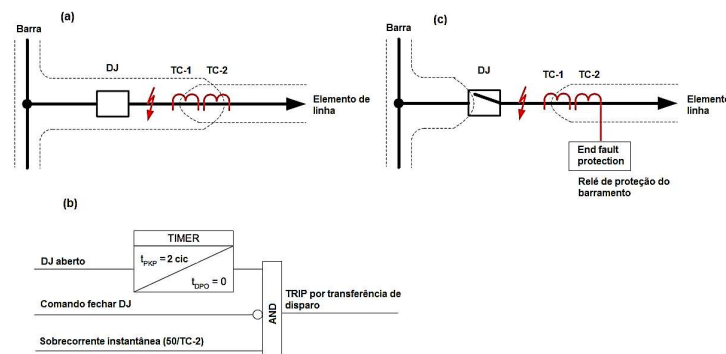 (a)
Barra
DJ
TC-1
TC-2
Elemento de
linha
(c)
Barra
DJ
TC-1
TC-2
Elemento
linha
End fault
protection
Relé de proteção do
barramento
(b)
TIMER
tPKP = 2 cic
tDPO = 0
DJ aberto
Comando fechar DJ
Sobrecorrente instantânea (50/TC-2)
AND
TRIP por transferência de
disparo